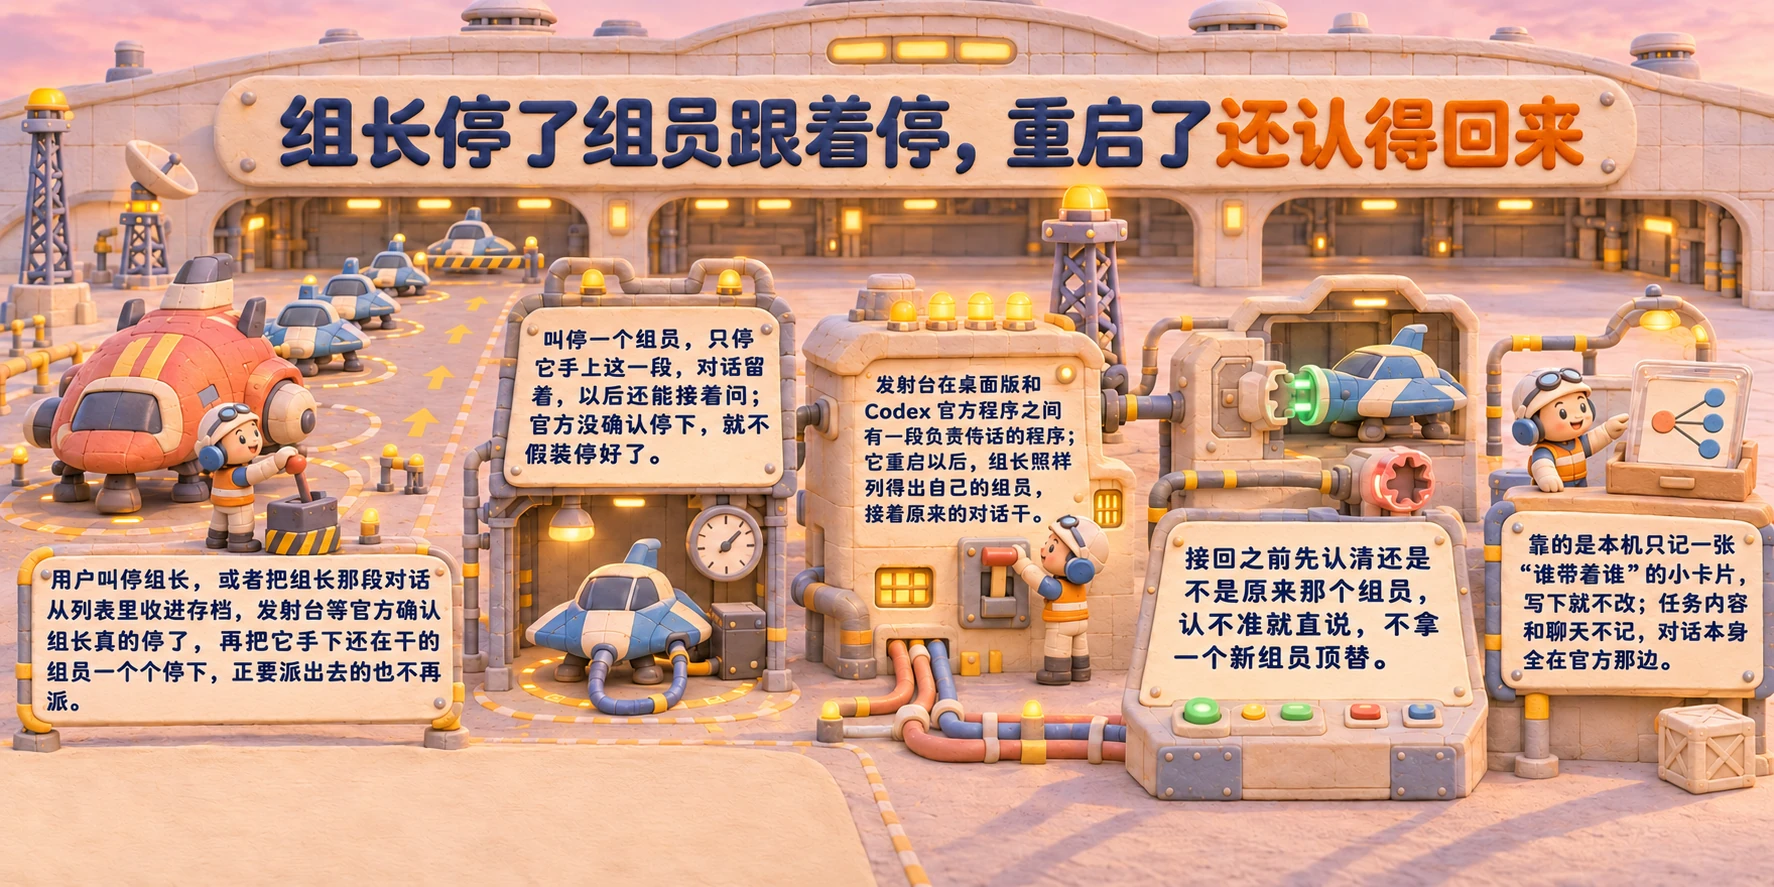 组长停了组员跟着停，重启了还认得回来
叫停一个组员，只停
它手上这一段，对话留
着，以后还能接着问；
官方没确认停下，就不
假装停好了。
发射台在桌面版和
Codex 官方程序之间
有一段负责传话的程序；
它重启以后，组长照样
列得出自己的组员，
接着原来的对话干。
用户叫停组长，或者把组长那段对话
从列表里收进存档，发射台等官方确认
组长真的停了，再把它手下还在干的
组员一个个停下，正要派出去的也不再
派。
接回之前先认清还是
不是原来那个组员，
认不准就直说，不拿
一个新组员顶替。
靠的是本机只记一张
“谁带着谁”的小卡片，
写下就不改；任务内容
和聊天不记，对话本身
全在官方那边。